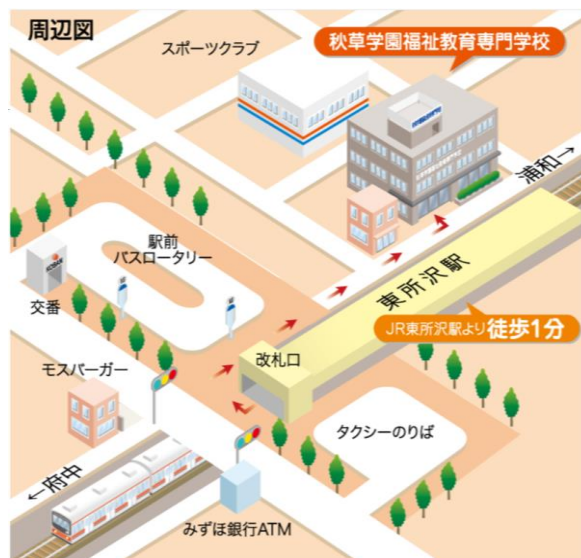 周辺図
スポーツクラブ
秋草学園福祉教育専門学校
浦和→
駅前
バスロータリー
KOBAN
交番
東所沢駅
JR東所沢駅より徒歩1分
改札口
モスバーガー
タクシーのりば
←府中
みずほ銀行ATM